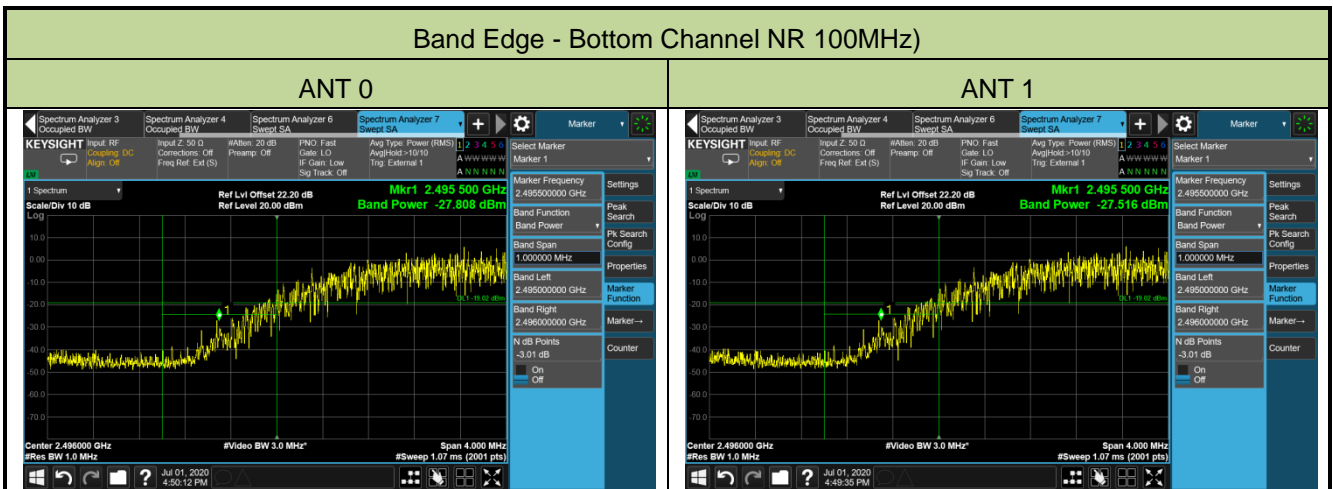 Band Edge - Bottom Channel NR 100MHz)
ANT 0
ANT 1
Spectrum Analyzer 3
Occupied BW
Spectrum Analyzer 4
Occupied BW
Spectrum Analyzer 6
Swept SA
Spectrum Analyzer 7
Swept SA
+
Marker
KEYSIGHT
Input: RF
Coupling: DC
Align: Off
Input Z: 50 Ω
Corrections: Off
Freq Ref: Ext (S)
#Atten: 20 dB
Preamp: Off
PNO: Fast
Gate: LO
IF Gain: Low
Sig Track: Off
Avg Type: Power (RMS)
Avg|Hold:>10/10
Trig: External 1
1 2 3 4 5 6
A W W W W W
A N N N N N
LXI
Select Marker
Marker 1
1 Spectrum
Scale/Div 10 dB
Log
Ref Lvl Offset 22.20 dB
Ref Level 20.00 dBm
Mkr1 2.495 500 GHz
Band Power -27.808 dBm
10.0
0.00
-10.0
-20.0
-30.0
-40.0
-50.0
-60.0
-70.0
1
DL1 -19.02 dBm
Center 2.496000 GHz
#Res BW 1.0 MHz
#Video BW 3.0 MHz*
Span 4.000 MHz
#Sweep 1.07 ms (2001 pts)
Marker Frequency
2.495500000 GHz
Band Function
Band Power
Band Span
1.000000 MHz
Band Left
2.495000000 GHz
Band Right
2.496000000 GHz
N dB Points
-3.01 dB
On
Off
Settings
Peak
Search
Pk Search
Config
Properties
Marker
Function
Marker→
Counter
?
Jul 01, 2020
4:50:12 PM
Spectrum Analyzer 3
Occupied BW
Spectrum Analyzer 4
Occupied BW
Spectrum Analyzer 6
Swept SA
Spectrum Analyzer 7
Swept SA
+
Marker
KEYSIGHT
Input: RF
Coupling: DC
Align: Off
Input Z: 50 Ω
Corrections: Off
Freq Ref: Ext (S)
#Atten: 20 dB
Preamp: Off
PNO: Fast
Gate: LO
IF Gain: Low
Sig Track: Off
Avg Type: Power (RMS)
Avg|Hold:>10/10
Trig: External 1
1 2 3 4 5 6
A W W W W W
A N N N N N
LXI
Select Marker
Marker 1
1 Spectrum
Scale/Div 10 dB
Log
Ref Lvl Offset 22.20 dB
Ref Level 20.00 dBm
Mkr1 2.495 500 GHz
Band Power -27.516 dBm
10.0
0.00
-10.0
-20.0
-30.0
-40.0
-50.0
-60.0
-70.0
1
DL1 -19.02 dBm
Center 2.496000 GHz
#Res BW 1.0 MHz
#Video BW 3.0 MHz*
Span 4.000 MHz
#Sweep 1.07 ms (2001 pts)
Marker Frequency
2.495500000 GHz
Band Function
Band Power
Band Span
1.000000 MHz
Band Left
2.495000000 GHz
Band Right
2.496000000 GHz
N dB Points
-3.01 dB
On
Off
Settings
Peak
Search
Pk Search
Config
Properties
Marker
Function
Marker→
Counter
?
Jul 01, 2020
4:49:35 PM